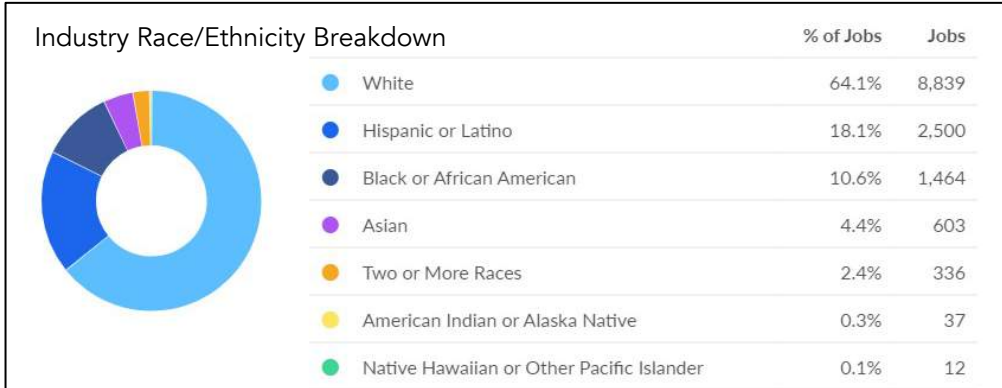 Industry Race/Ethnicity Breakdown % of Jobs Jobs
White 64.1% 8,839
Hispanic or Latino 18.1% 2,500
Black or African American 10.6% 1,464
Asian 4.4% 603
Two or More Races 2.4% 336
American Indian or Alaska Native 0.3% 37
Native Hawaiian or Other Pacific Islander 0.1% 12